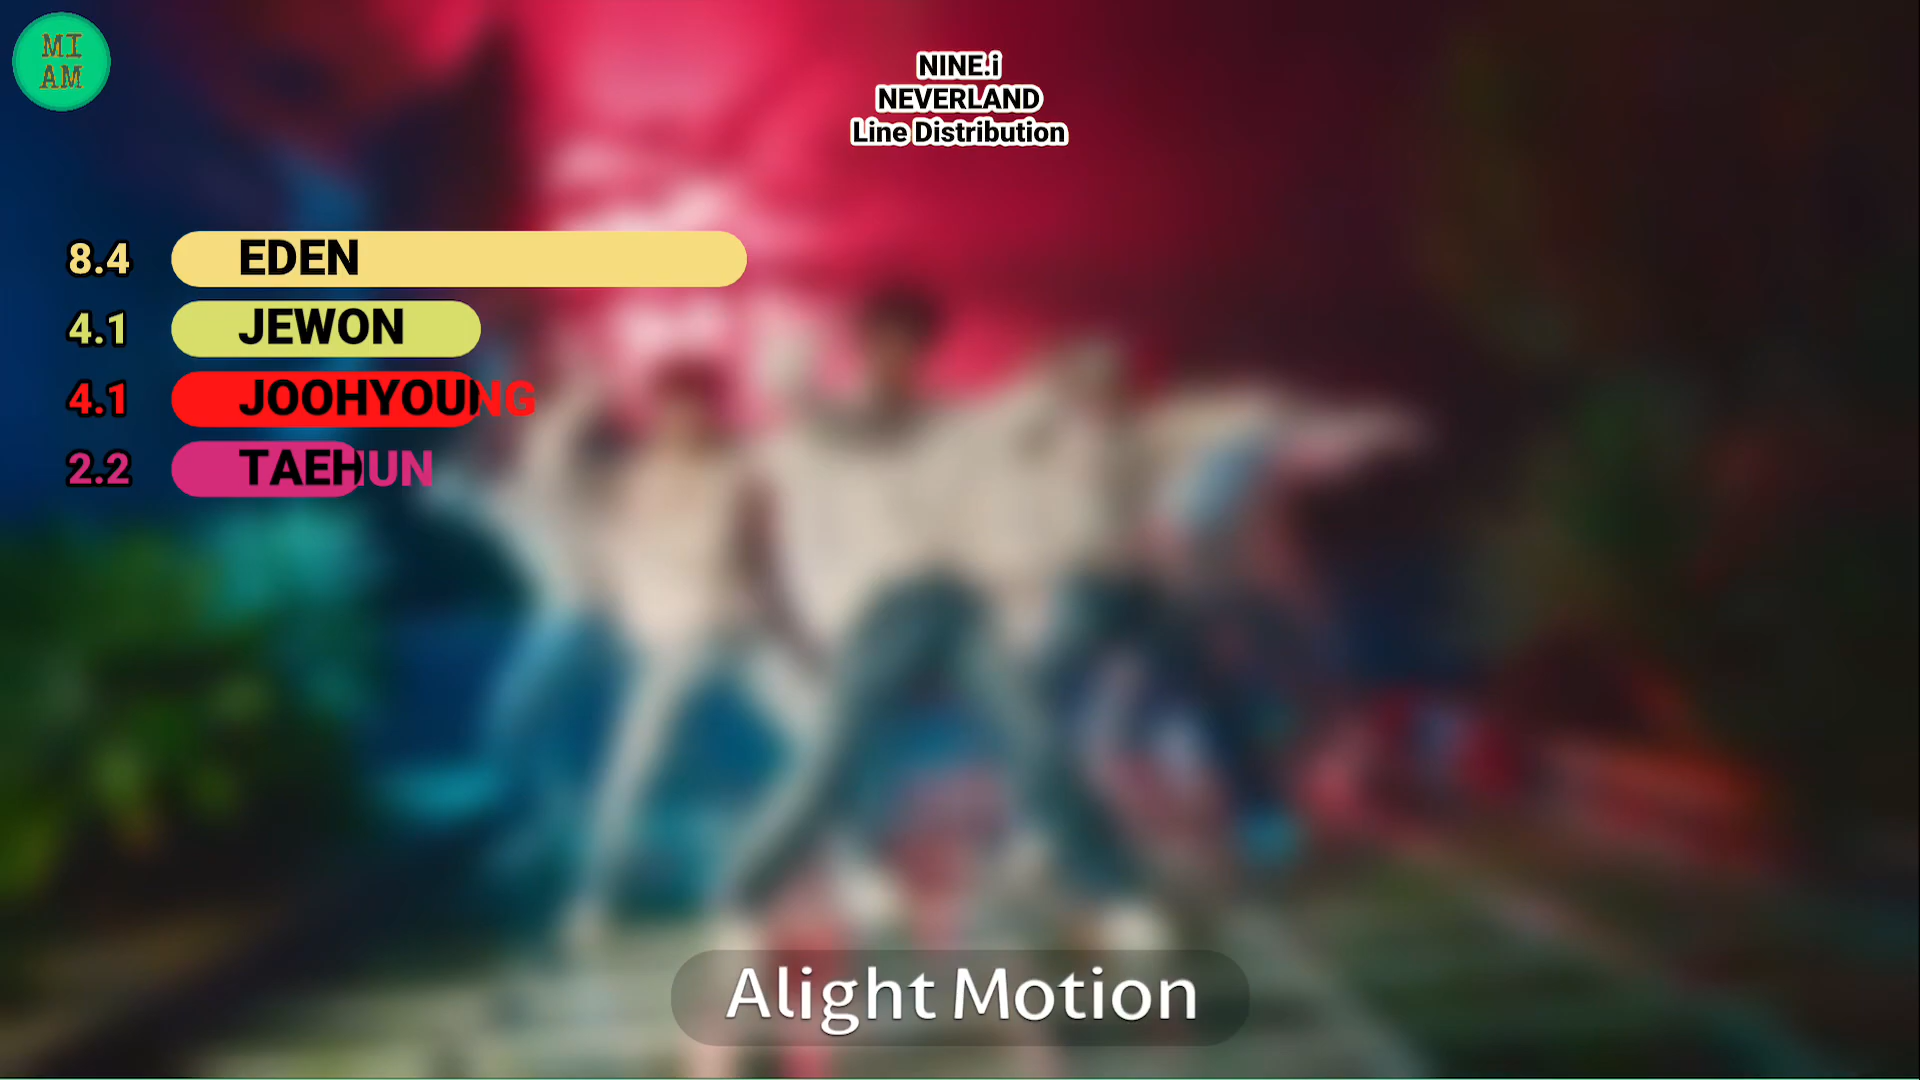 MI
AM
NINE.i
NEVERLAND
Line Distribution
8.4 EDEN
4.1 JEWON
4.1 JOOHYOUNG
2.2 TAEHUN
Alight Motion